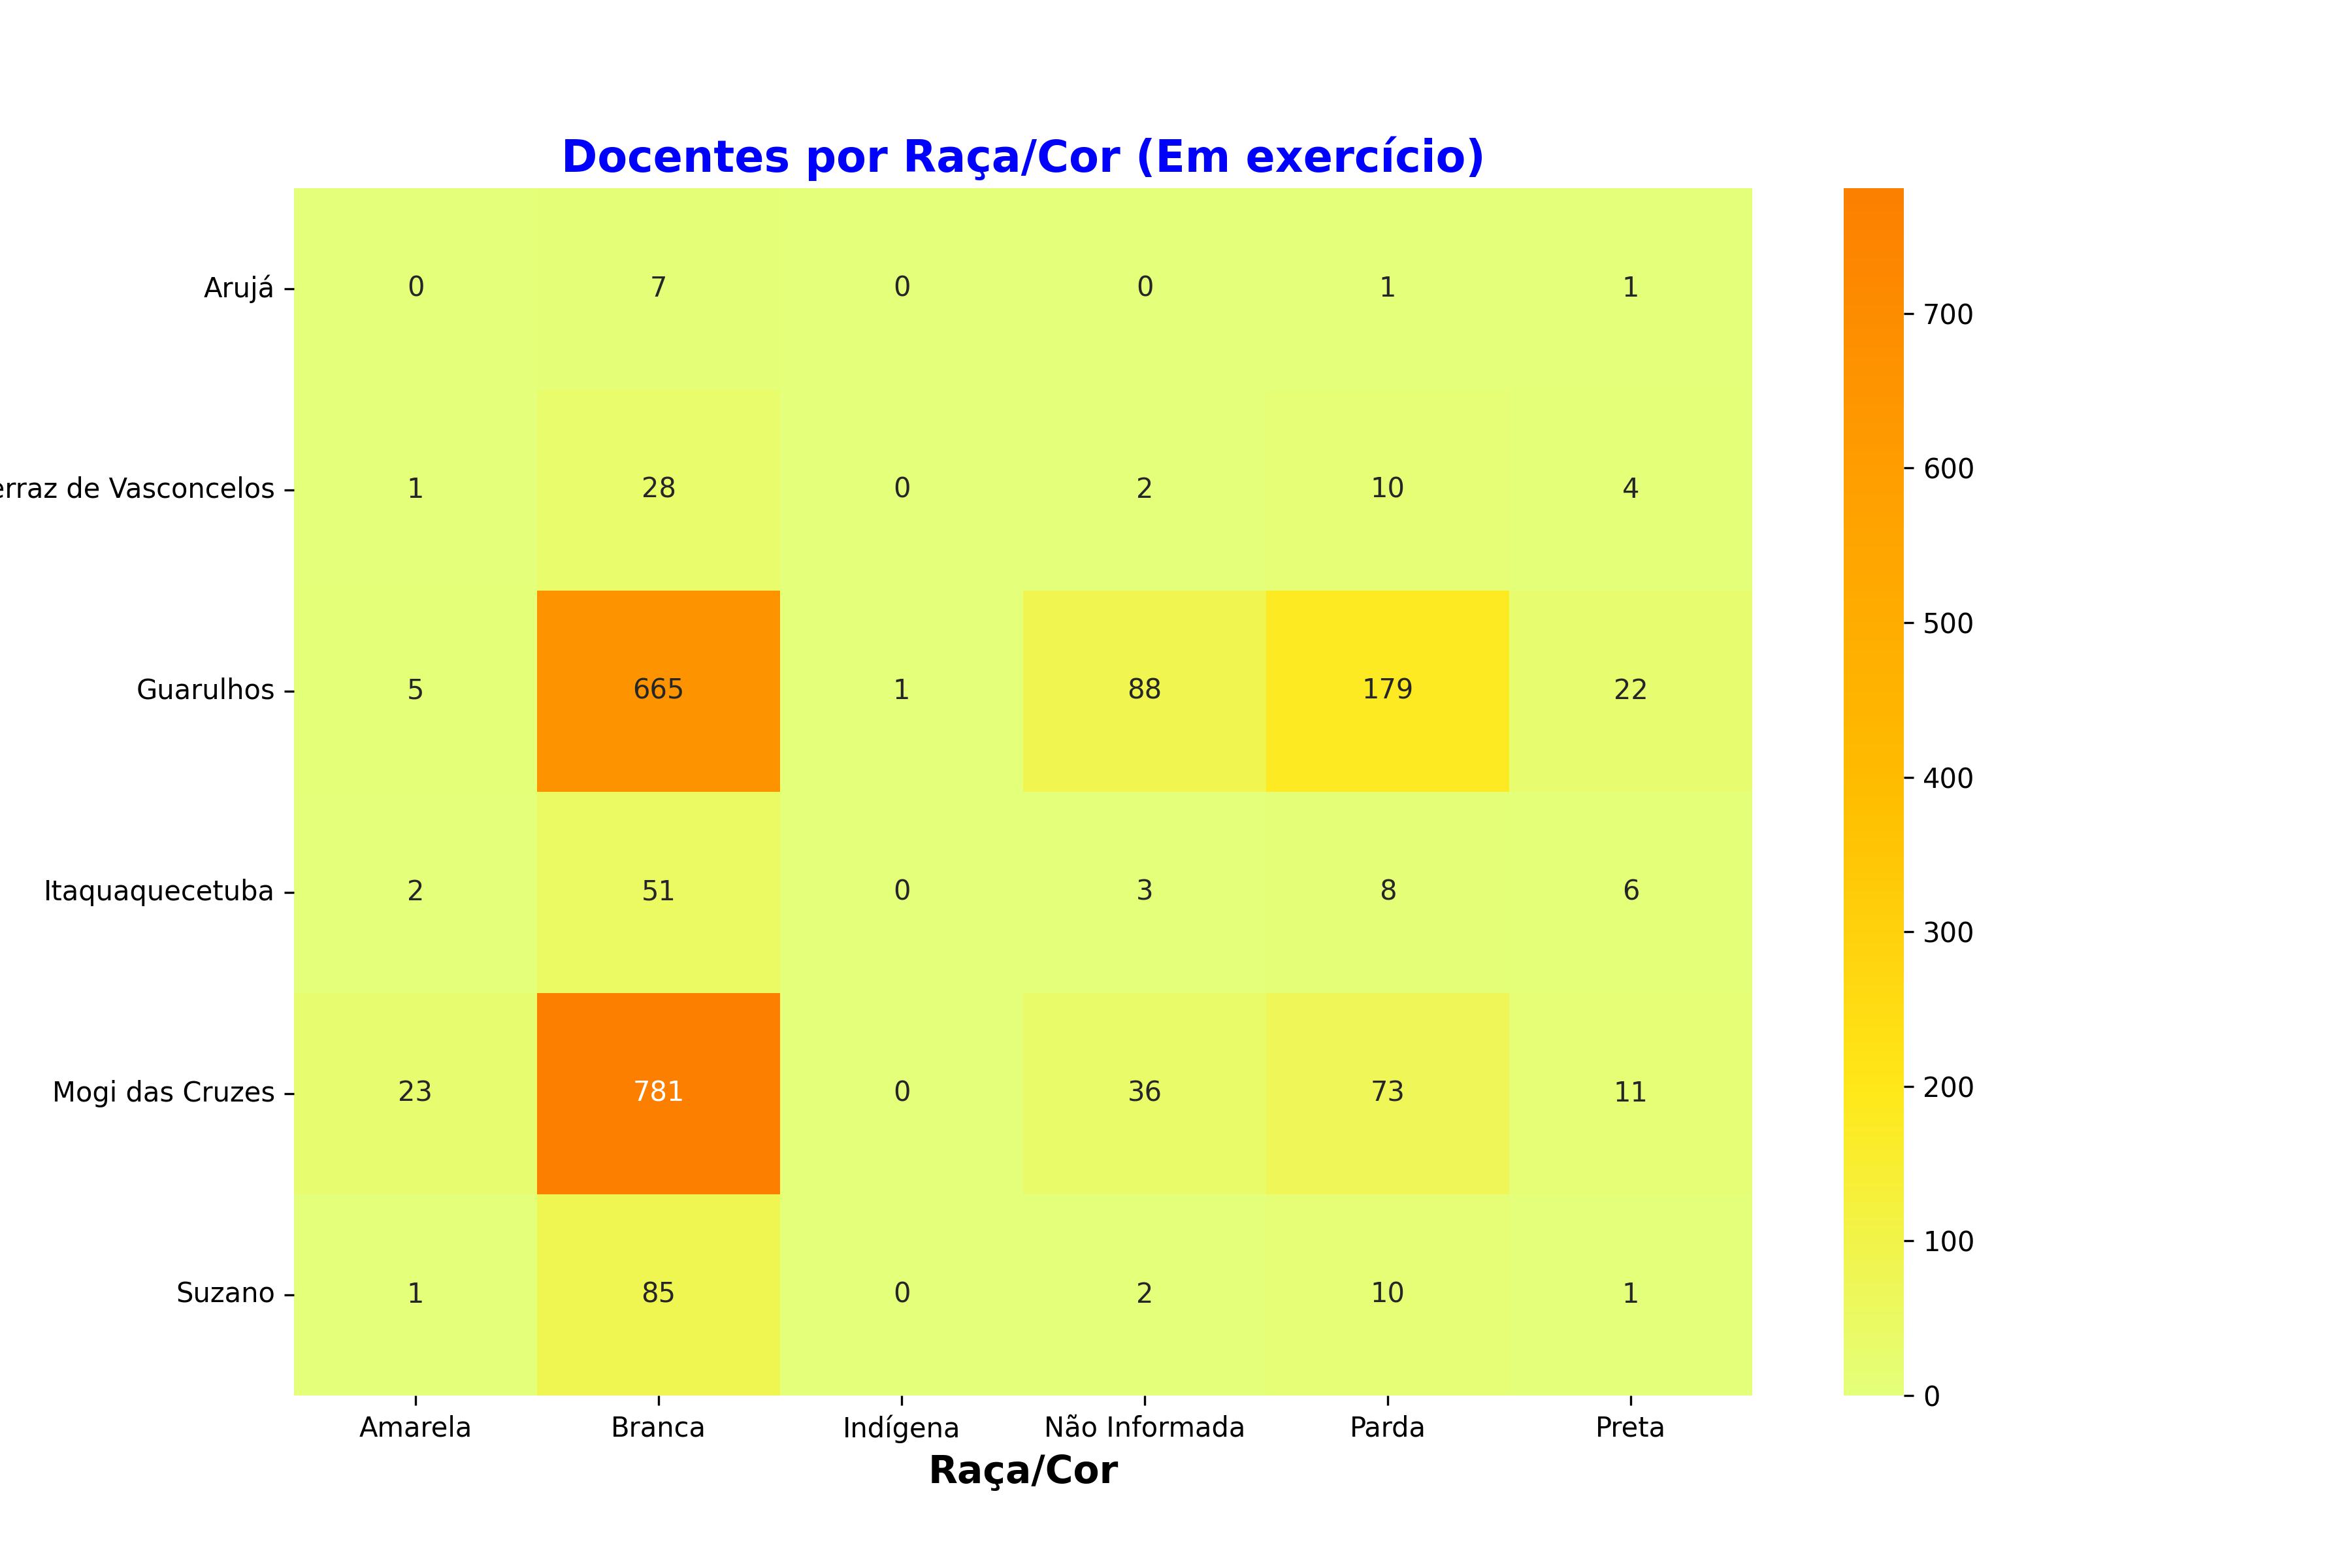 Docentes por Raça/Cor (Em exercício)
Arujá 0 7 0 0 1 1
erraz de Vasconcelos 1 28 0 2 10 4
Guarulhos 5 665 1 88 179 22
Itaquaquecetuba 2 51 0 3 8 6
Mogi das Cruzes 23 781 0 36 73 11
Suzano 1 85 0 2 10 1
Amarela Branca Indígena Não Informada Parda Preta
Raça/Cor
700
600
500
400
300
200
100
0